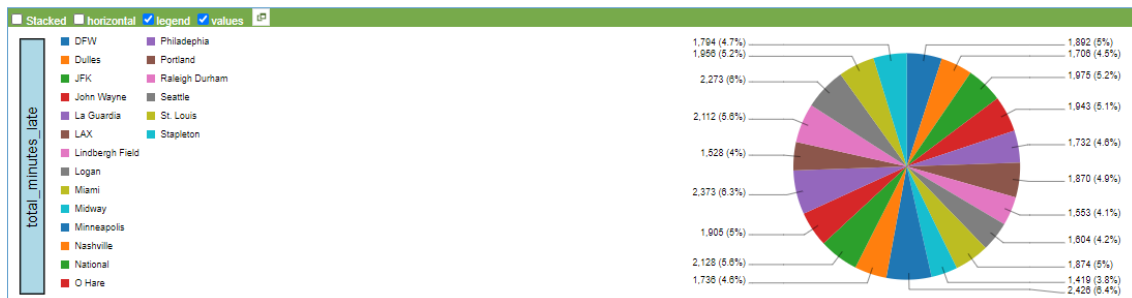 Stacked horizontal legend values
total_minutes_late
DFW
Dulles
JFK
John Wayne
La Guardia
LAX
Lindbergh Field
Logan
Miami
Midway
Minneapolis
Nashville
National
O Hare
Philadephia
Portland
Raleigh Durham
Seattle
St. Louis
Stapleton
1,892 (5%)
1,706 (4.5%)
1,975 (5.2%)
1,943 (5.1%)
1,732 (4.6%)
1,870 (4.9%)
1,553 (4.1%)
1,604 (4.2%)
1,874 (5%)
1,419 (3.8%)
2,426 (6.4%)
1,736 (4.6%)
2,128 (5.6%)
1,905 (5%)
2,373 (6.3%)
1,528 (4%)
2,112 (5.6%)
2,273 (6%)
1,966 (5.2%)
1,794 (4.7%)